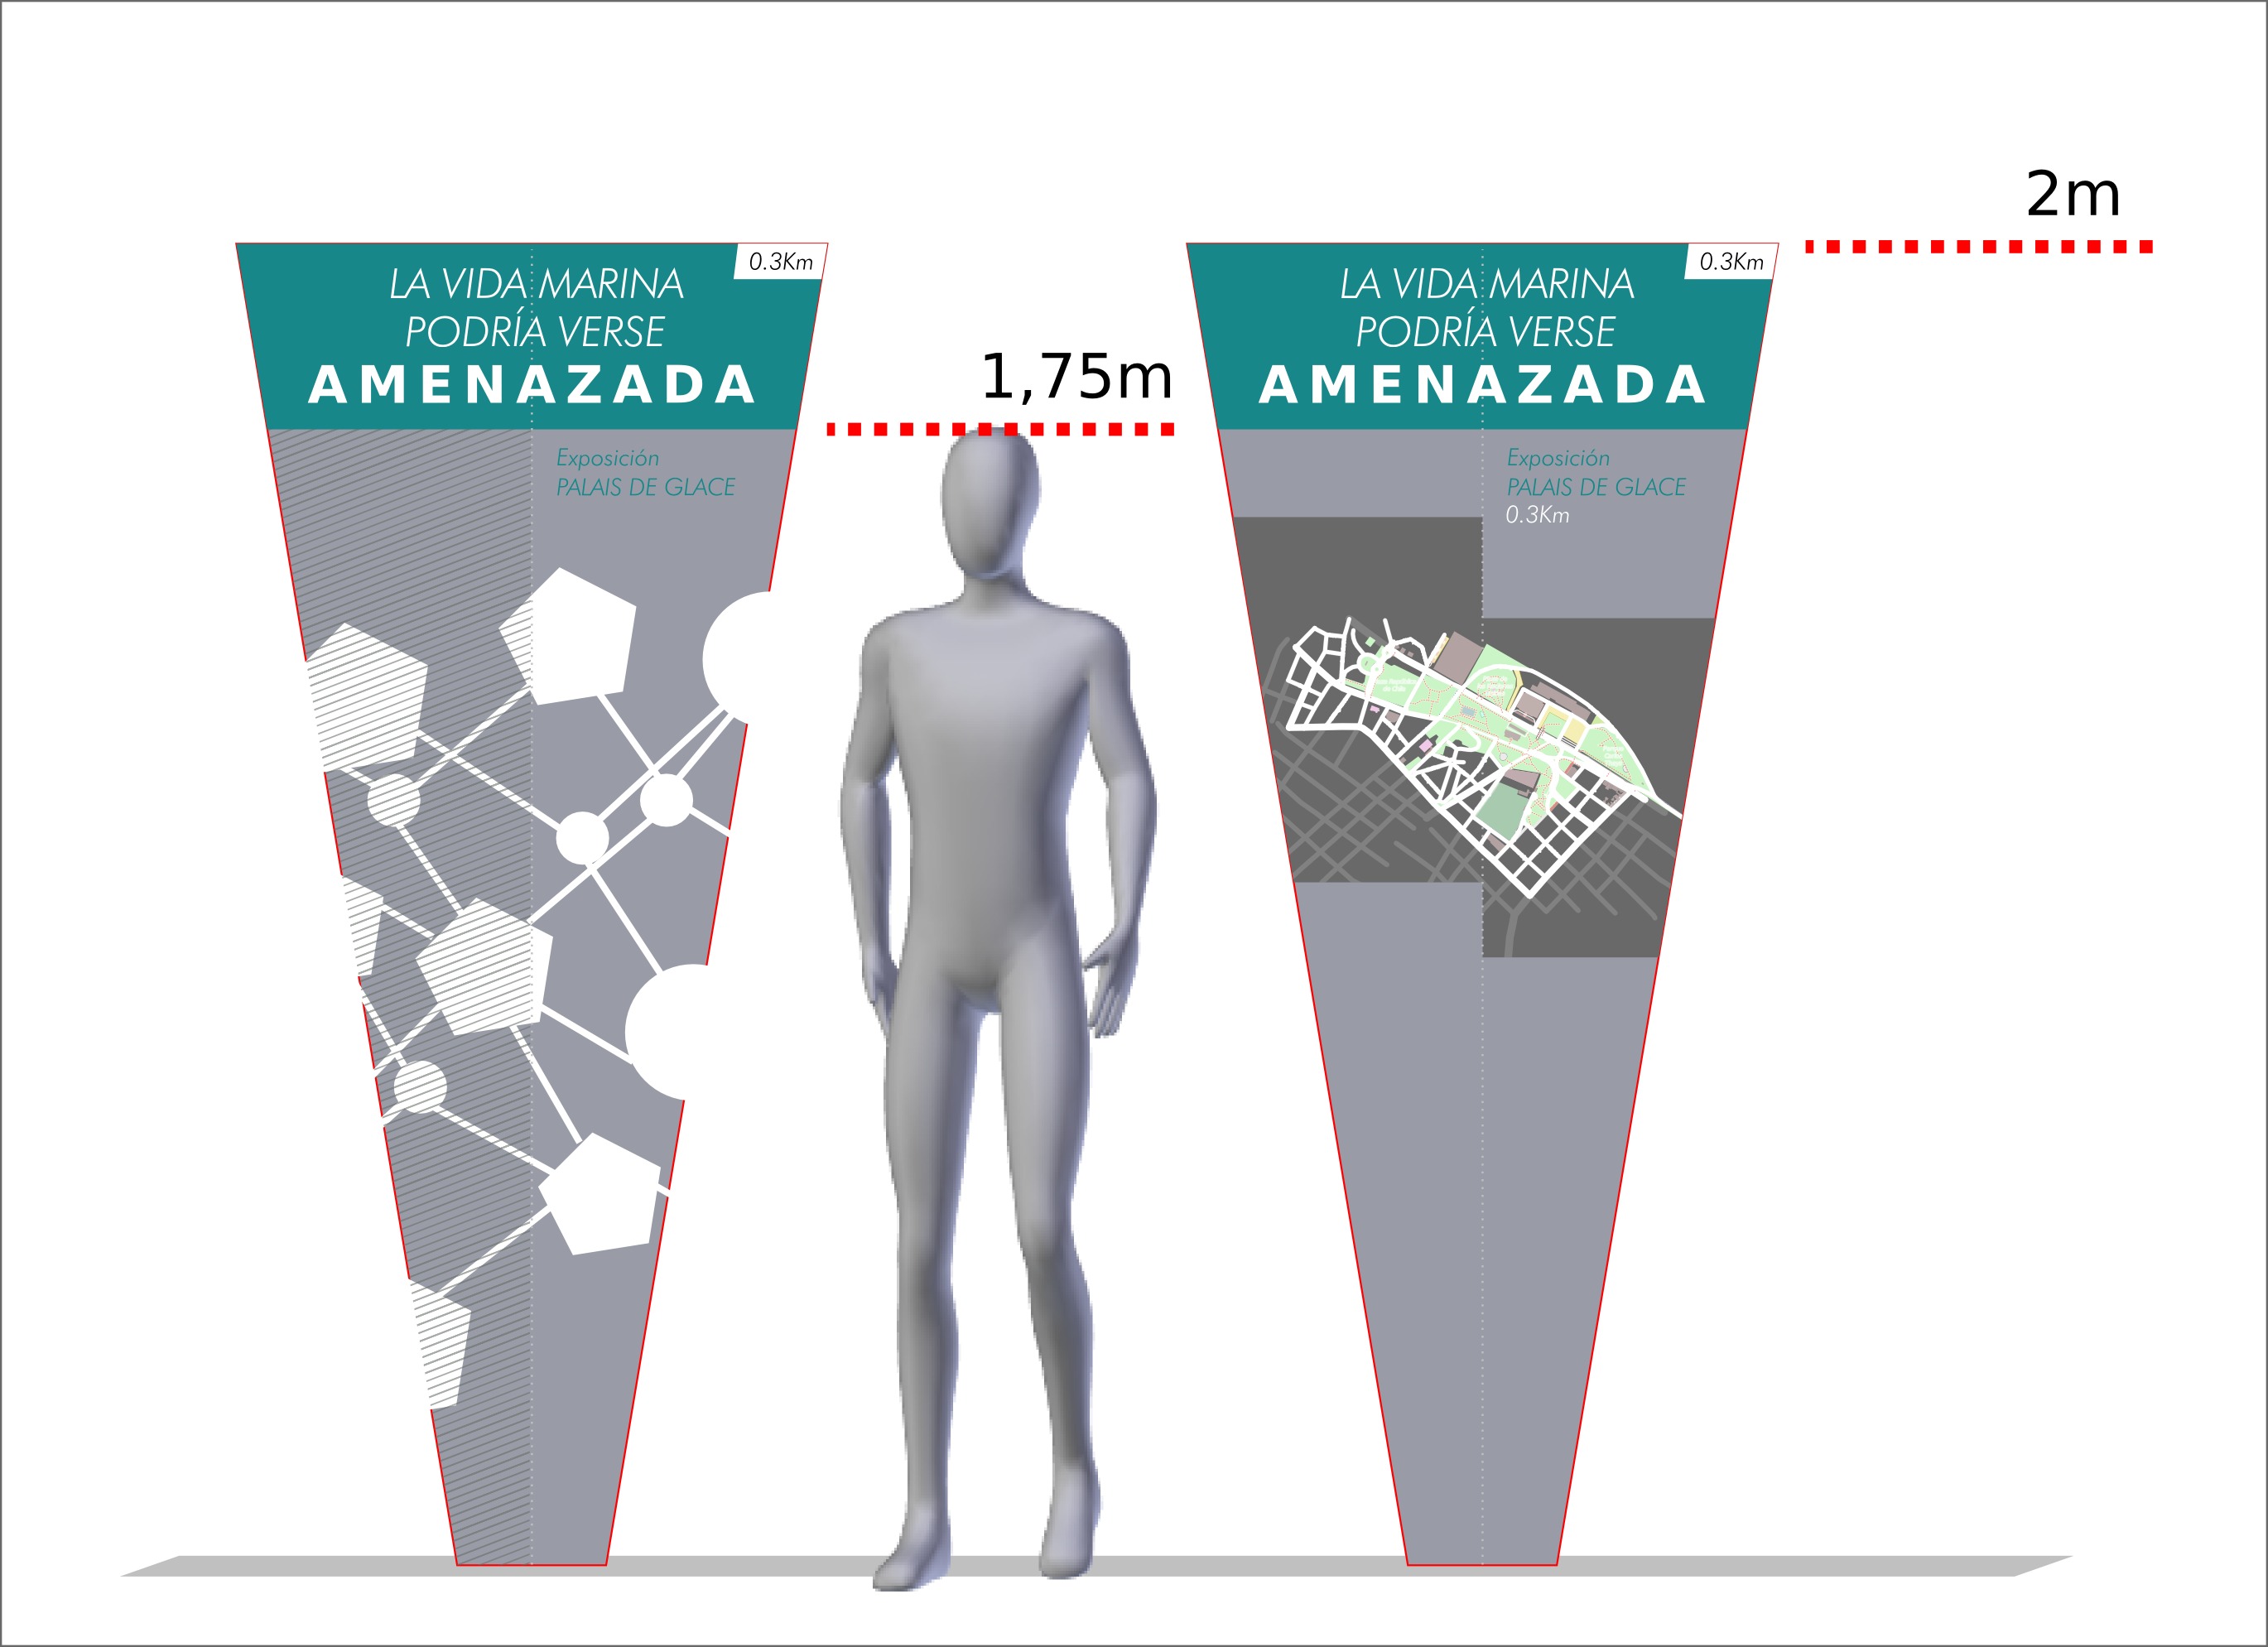 2m
0.3Km
LA VIDA MARINA
PODRÍA VERSE
AMENAZADA
Exposición
PALAIS DE GLACE
1,75m
0.3Km
LA VIDA MARINA
PODRÍA VERSE
AMENAZADA
Exposición
PALAIS DE GLACE
0.3Km